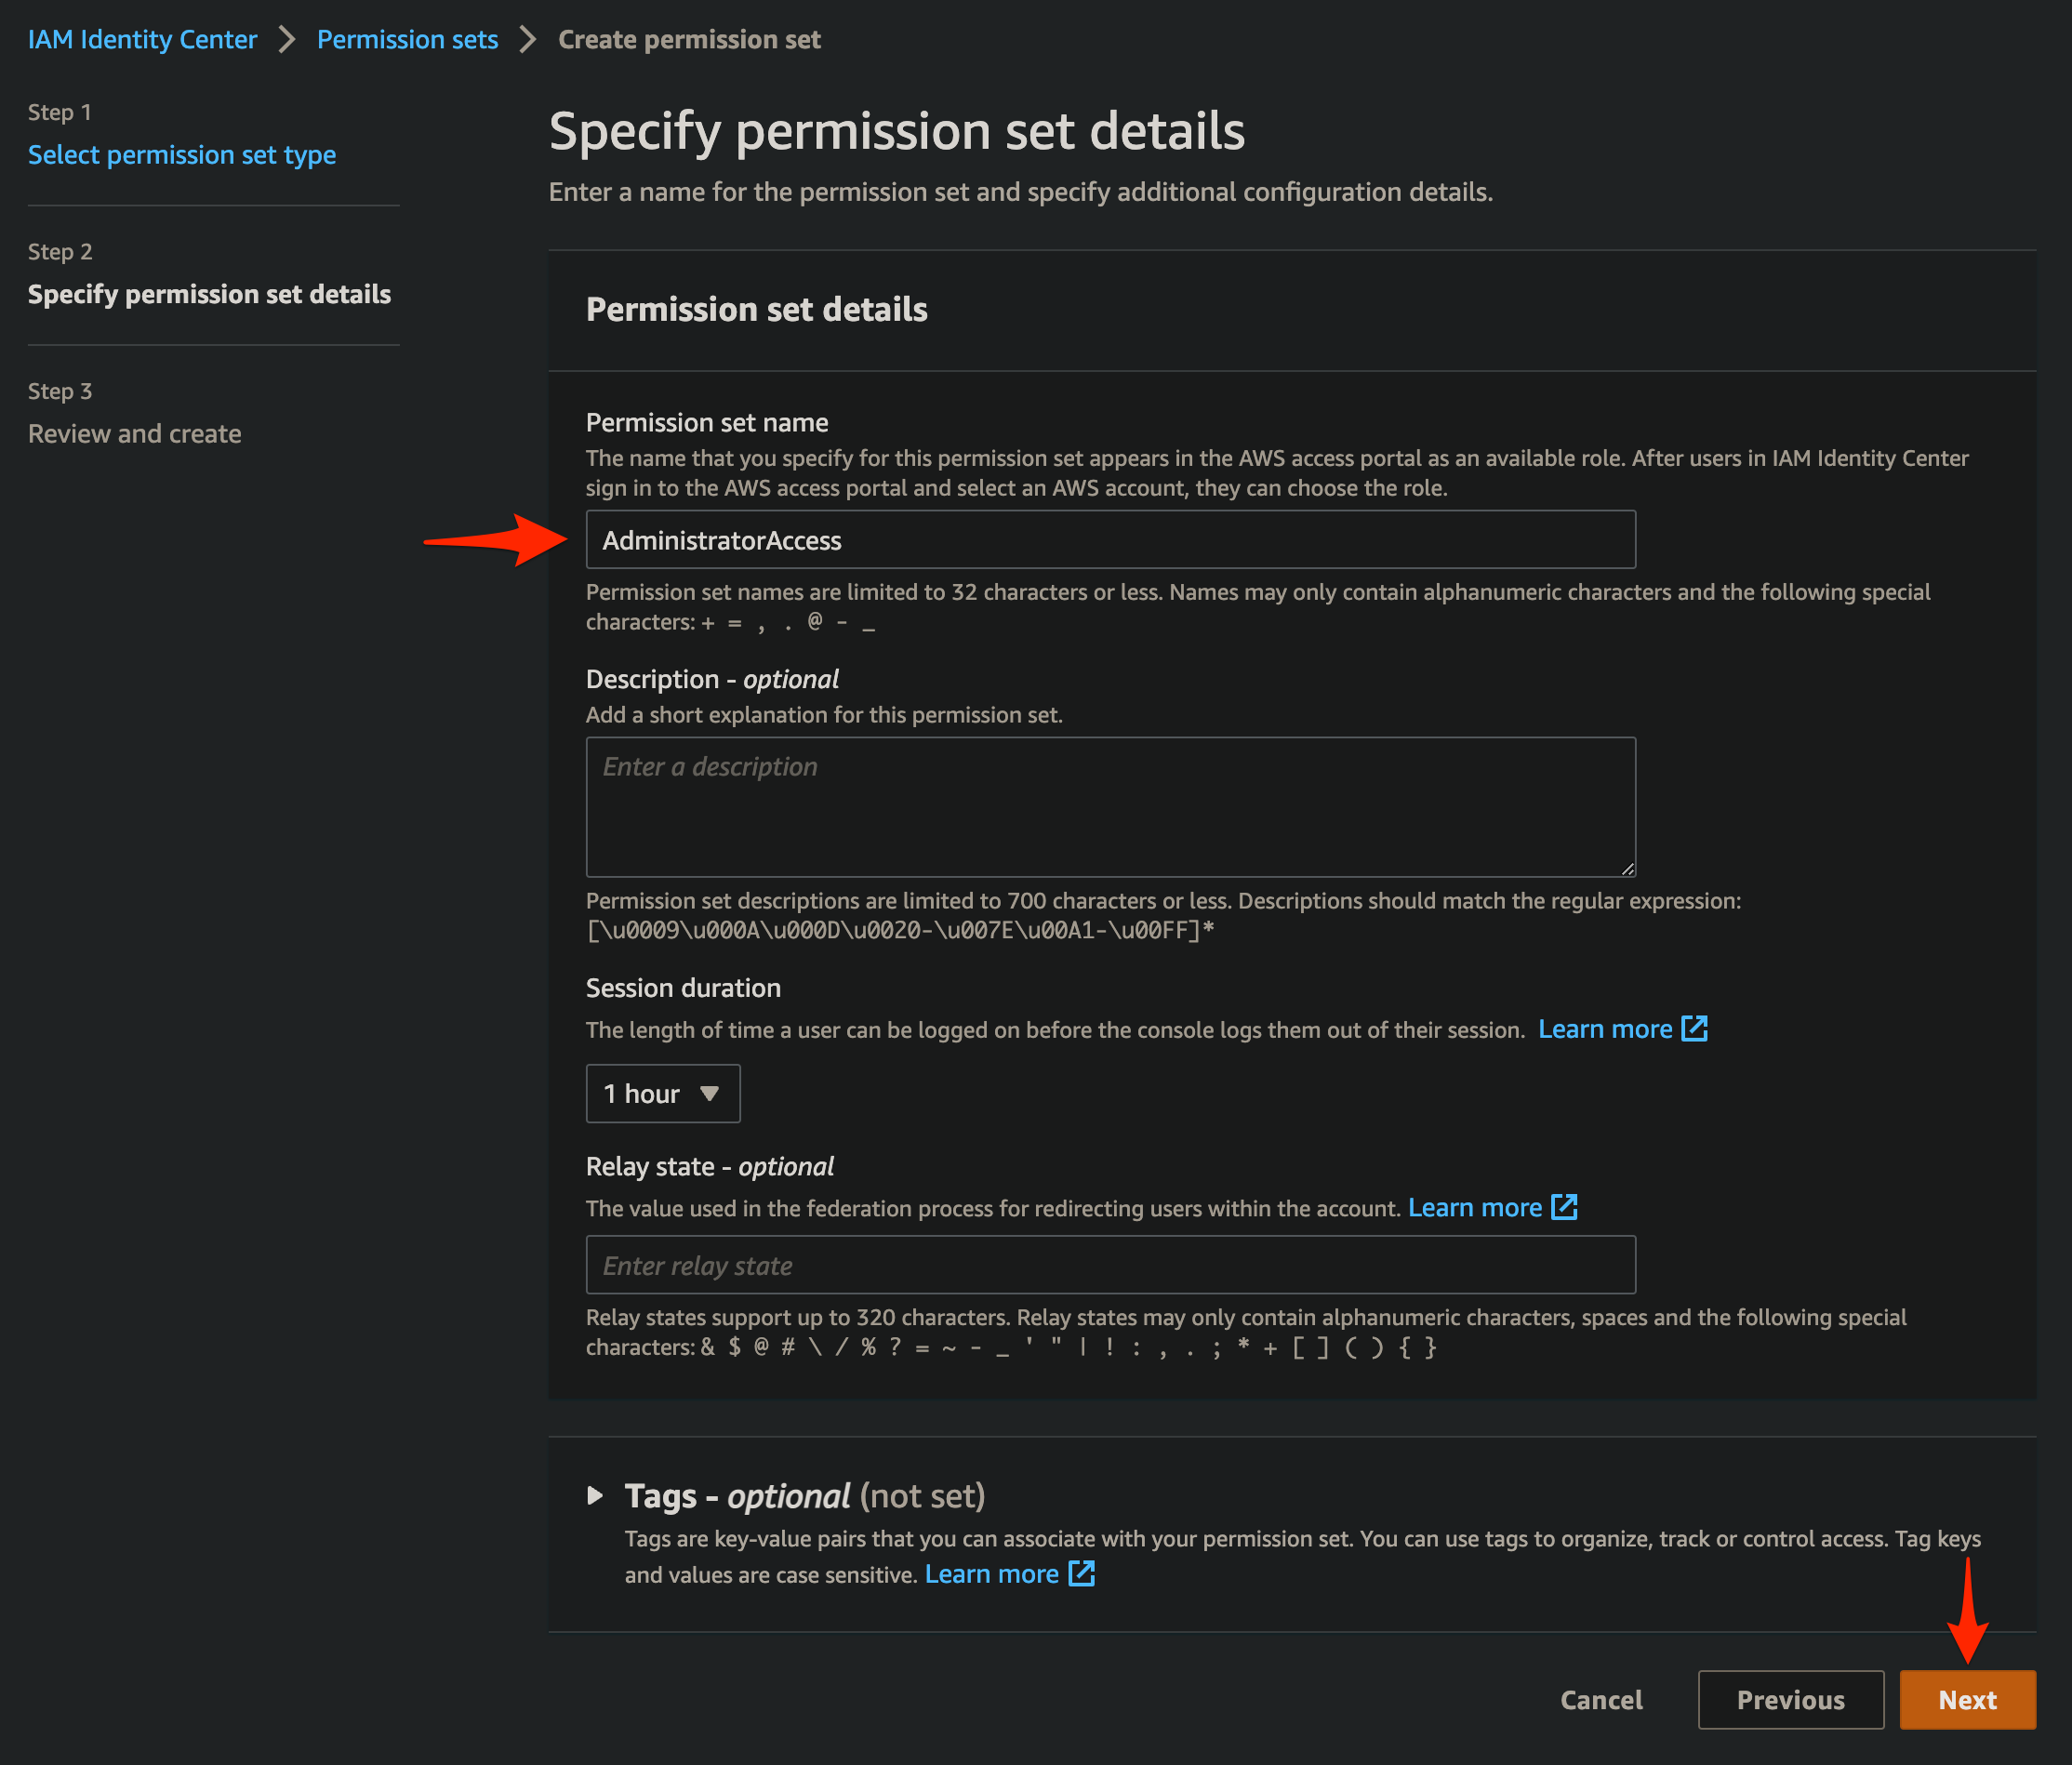 IAM Identity Center > Permission sets > Create permission set
Step 1
Select permission set type
Step 2
Specify permission set details
Step 3
Review and create
Specify permission set details
Enter a name for the permission set and specify additional configuration details.
Permission set details
Permission set name
The name that you specify for this permission set appears in the AWS access portal as an available role. After users in IAM Identity Center
sign in to the AWS access portal and select an AWS account, they can choose the role.
AdministratorAccess
Permission set names are limited to 32 characters or less. Names may only contain alphanumeric characters and the following special
characters: + = , . @ - _
Description - optional
Add a short explanation for this permission set.
Enter a description
Permission set descriptions are limited to 700 characters or less. Descriptions should match the regular expression:
[\u0009\u000A\u000D\u0020-\u007E\u00A1-\u00FF]*
Session duration
The length of time a user can be logged on before the console logs them out of their session. Learn more
1 hour
Relay state - optional
The value used in the federation process for redirecting users within the account. Learn more
Enter relay state
Relay states support up to 320 characters. Relay states may only contain alphanumeric characters, spaces and the following special
characters: & $ @ # \ / % ? = ~ - _ ' " | ! : , . ; * + [ ] ( ) { }
Tags - optional (not set)
Tags are key-value pairs that you can associate with your permission set. You can use tags to organize, track or control access. Tag keys
and values are case sensitive. Learn more
Cancel
Previous
Next